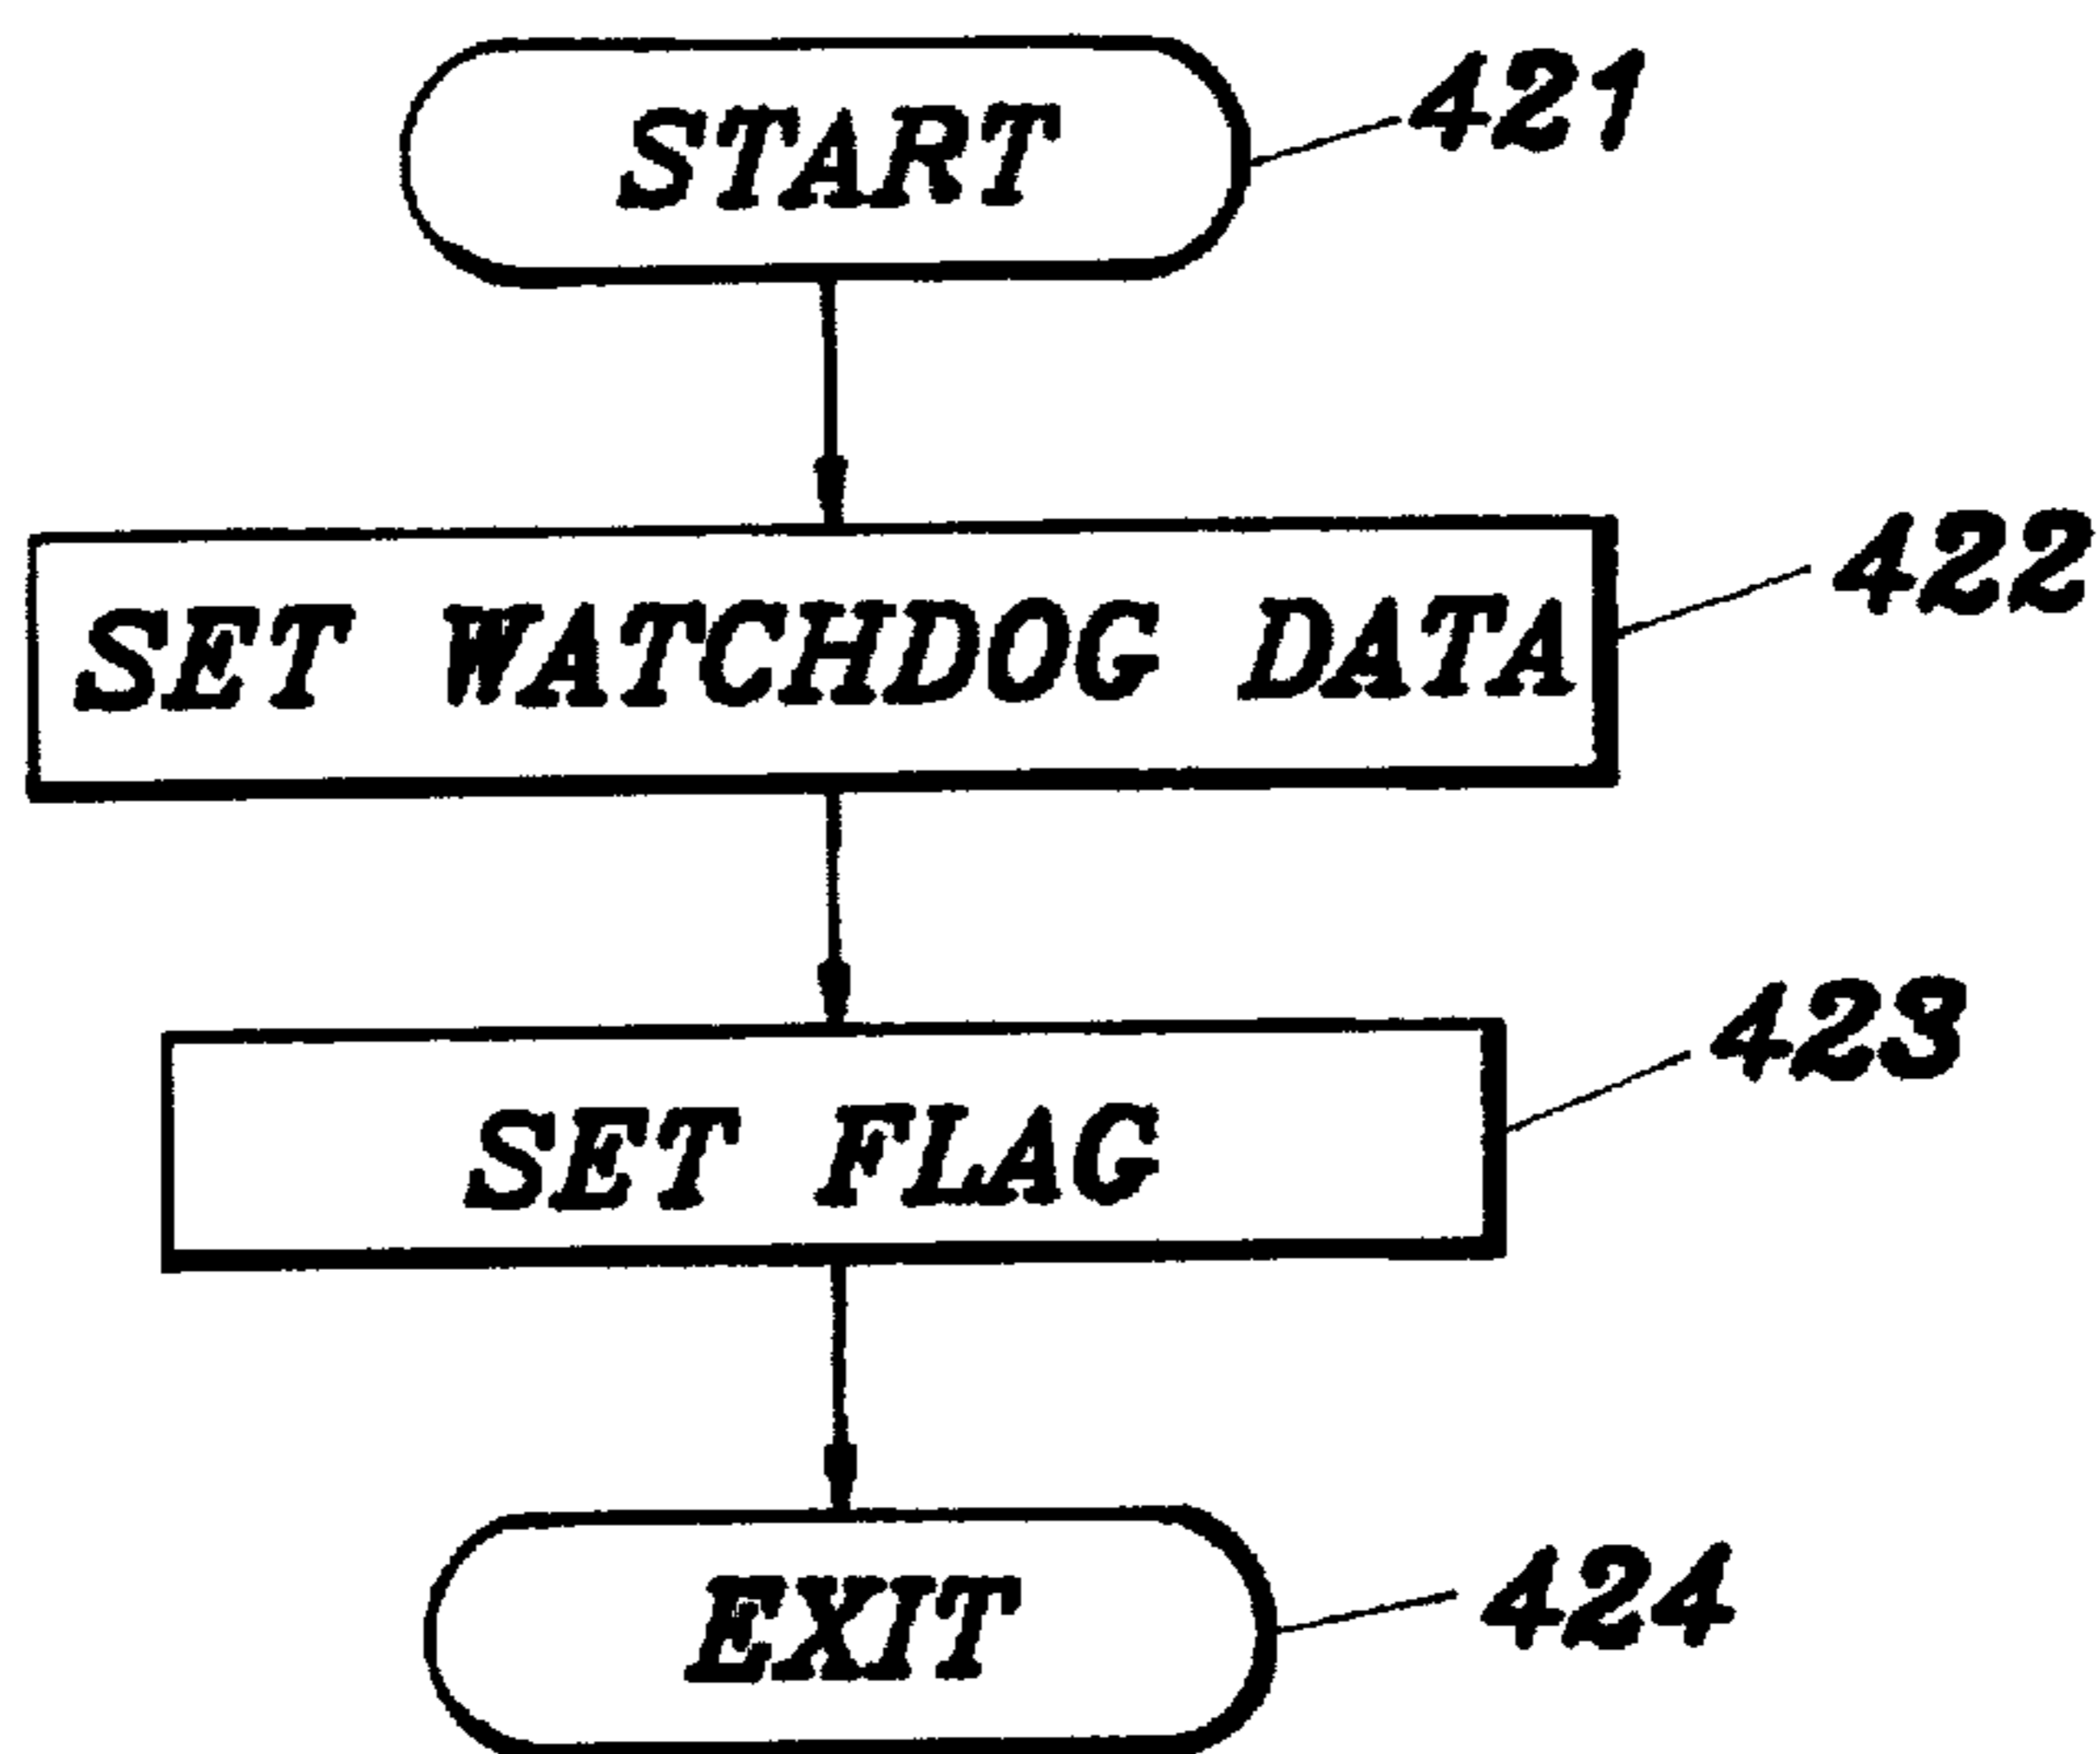 START
421
SET WATCHDOG DATA
422
SET FLAG
423
EXIT
424